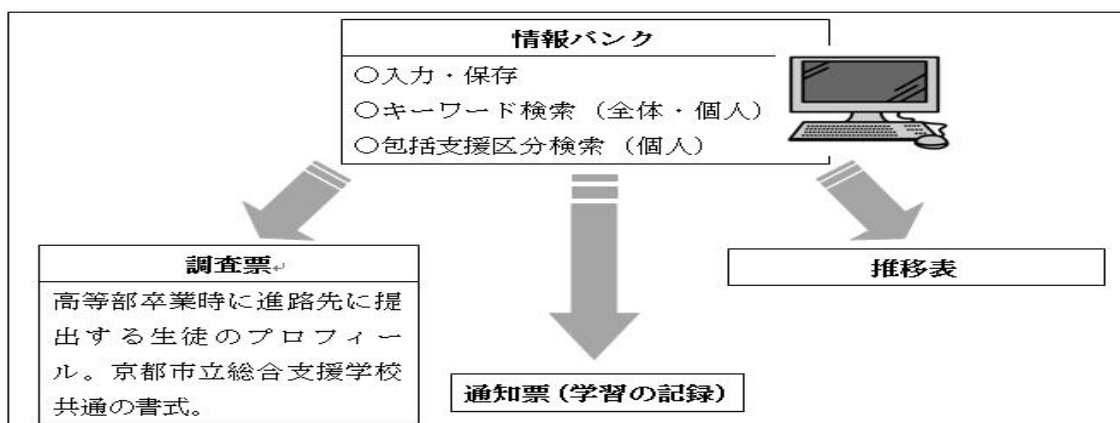 情報バンク
○入力・保存
○キーワード検索（全体・個人）
○包括支援区分検索（個人）
調査票
高等部卒業時に進路先に提
出する生徒のプロフィー
ル。京都市立総合支援学校
共通の書式。
推移表
通知票（学習の記録）